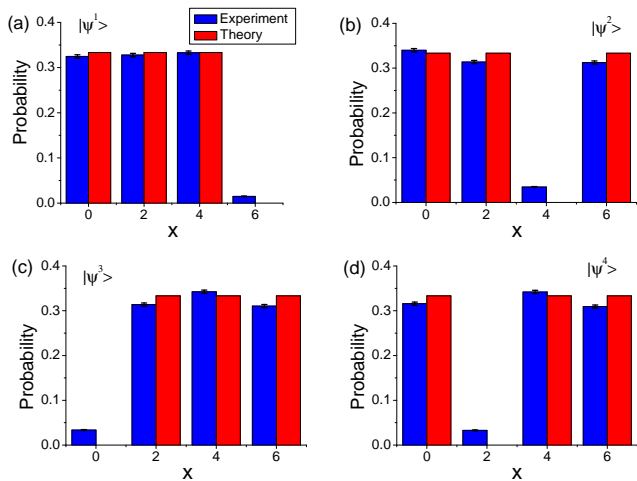 (a)
|ψ¹>
Experiment
Theory
Probability
0.4
0.3
0.2
0.1
0.0
0 2 4 6
X
(b)
|ψ²>
Probability
0.4
0.3
0.2
0.1
0.0
0 2 4 6
X
(c)
|ψ³>
Probability
0.4
0.3
0.2
0.1
0.0
0 2 4 6
X
(d)
|ψ⁴>
Probability
0.4
0.3
0.2
0.1
0.0
0 2 4 6
X